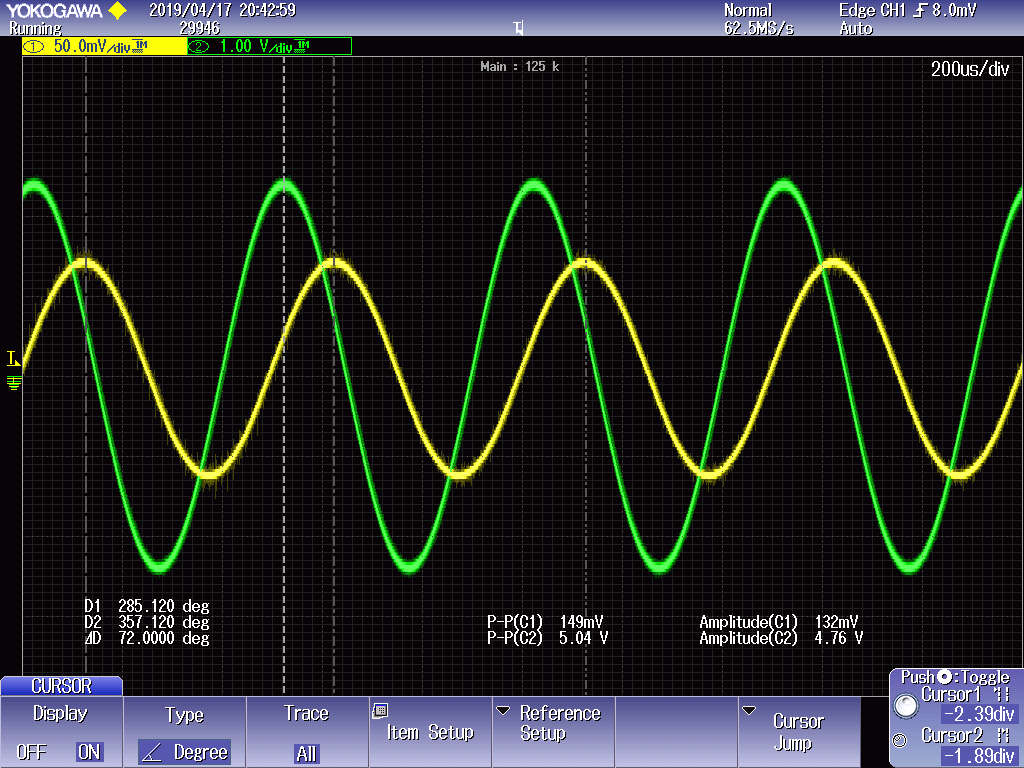 YOKOGAWA 2019/04/17 20:42:59 Normal Edge CH1 8.0mV
Running 29946 62.5MS/s Auto
1 50.0mV/div 1M 2 1.00 V/div 1M
Main : 125 k
200us/div
T
D1 285.120 deg
D2 357.120 deg P-P(C1) 149mV Amplitude(C1) 132mV
ΔD 72.0000 deg P-P(C2) 5.04 V Amplitude(C2) 4.76 V
CURSOR
Display
OFF ON
Type
Degree
Trace
All
Item Setup
Reference
Setup
Cursor
Jump
Push :Toggle
Cursor1
-2.39div
Cursor2
-1.89div